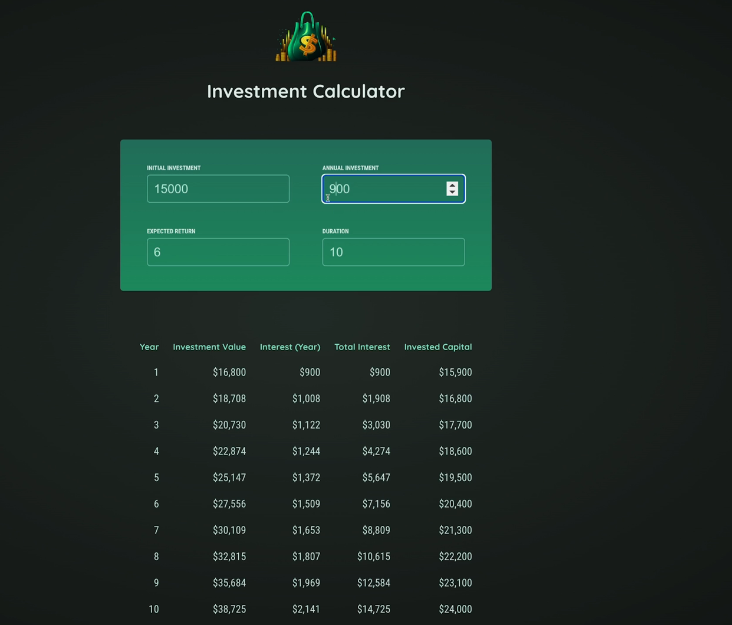 $
Investment Calculator
INITIAL INVESTMENT ANNUAL INVESTMENT
15000 900
EXPECTED RETURN DURATION
6 10
Year Investment Value Interest (Year) Total Interest Invested Capital
1 $16,800 $900 $900 $15,900
2 $18,708 $1,008 $1,908 $16,800
3 $20,730 $1,122 $3,030 $17,700
4 $22,874 $1,244 $4,274 $18,600
5 $25,147 $1,372 $5,647 $19,500
6 $27,556 $1,509 $7,156 $20,400
7 $30,109 $1,653 $8,809 $21,300
8 $32,815 $1,807 $10,615 $22,200
9 $35,684 $1,969 $12,584 $23,100
10 $38,725 $2,141 $14,725 $24,000